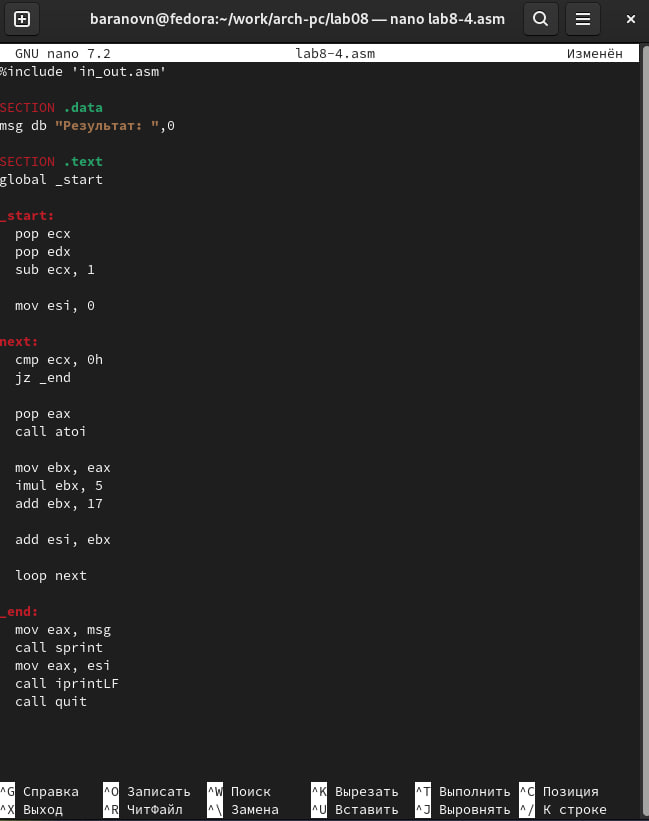 baranovn@fedora:~/work/arch-pc/lab08 — nano lab8-4.asm
GNU nano 7.2 lab8-4.asm Изменён
%include 'in_out.asm'
SECTION .data
msg db "Результат: ",0
SECTION .text
global _start
_start:
pop ecx
pop edx
sub ecx, 1
mov esi, 0
next:
cmp ecx, 0h
jz _end
pop eax
call atoi
mov ebx, eax
imul ebx, 5
add ebx, 17
add esi, ebx
loop next
_end:
mov eax, msg
call sprint
mov eax, esi
call iprintLF
call quit
^G Справка ^O Записать ^W Поиск ^K Вырезать ^T Выполнить ^C Позиция
^X Выход ^R ЧитФайл ^\ Замена ^U Вставить ^J Выровнять ^/ К строке